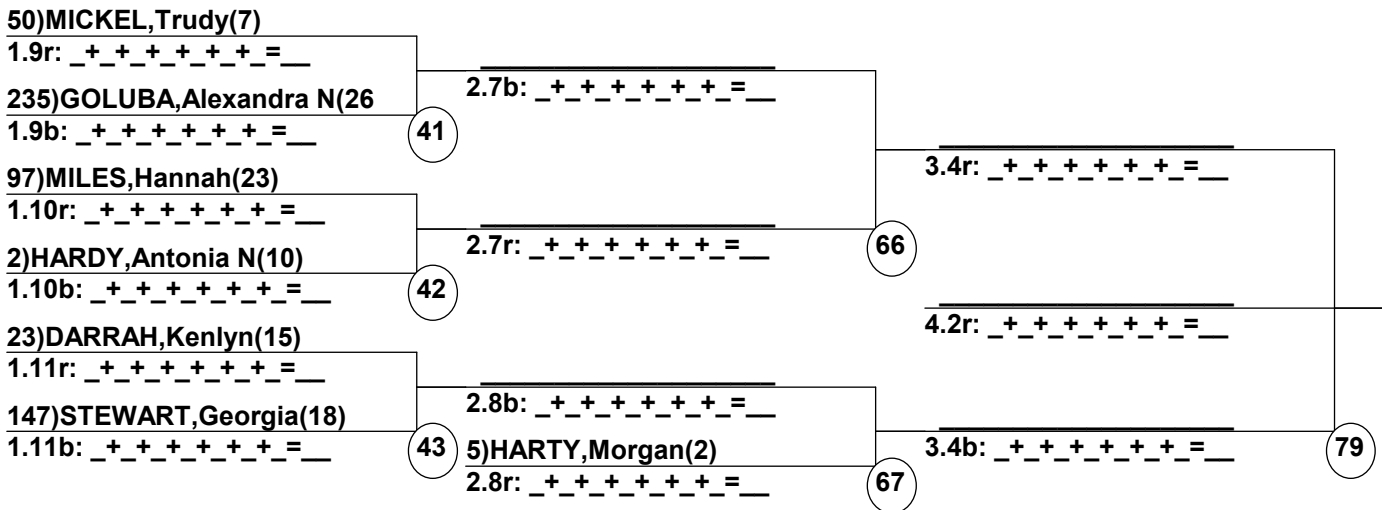 50)MICKEL,Trudy(7)
1.9r: _+_+_+_+_+_=__
235)GOLUBA,Alexandra N(26
1.9b: _+_+_+_+_+_=__
41
97)MILES,Hannah(23)
1.10r: _+_+_+_+_+_=__
2)HARDY,Antonia N(10)
1.10b: _+_+_+_+_+_=__
42
23)DARRAH,Kenlyn(15)
1.11r: _+_+_+_+_+_=__
147)STEWART,Georgia(18)
1.11b: _+_+_+_+_+_=__
43
2.7b: _+_+_+_+_+_=__
2.7r: _+_+_+_+_+_=__
66
2.8b: _+_+_+_+_+_=__
5)HARTY,Morgan(2)
2.8r: _+_+_+_+_+_=__
67
3.4r: _+_+_+_+_+_=__
4.2r: _+_+_+_+_+_=__
3.4b: _+_+_+_+_+_=__
79